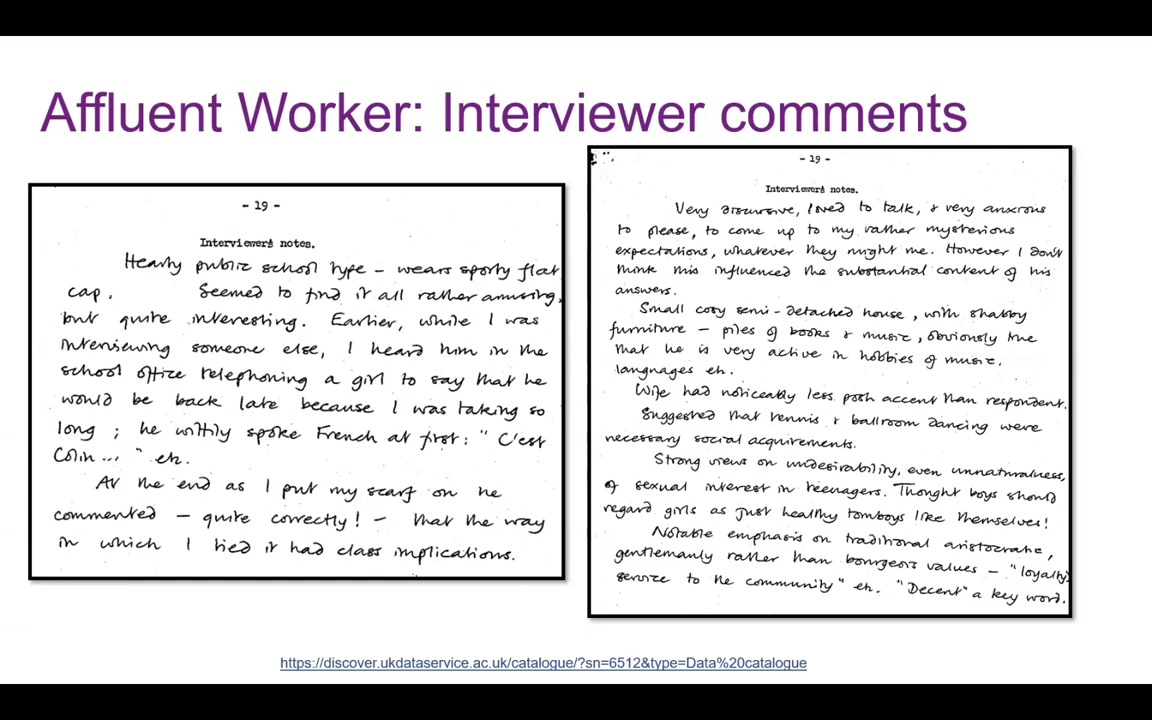 Affluent Worker: Interviewer comments
- 19 -
Interviewers notes.
Hearty public school type – wears sporty flat
cap. Seemed to find it all rather amusing,
but quite interesting. Earlier, while I was
interviewing someone else, I heard him in the
school office telephoning a girl to say that he
would be back late because I was taking so
long ; he wittily spoke French at first : "C'est
Colin... " etc.
At the end as I put my scarf on he
commented – quite correctly! – that the way
in which I tied it had class implications.
- 19 -
Interviewers notes.
Very discursive, loved to talk, & very anxious
to please, to come up to my rather mysterious
expectations, whatever they might me. However I don't
think this influenced the substantial content of his
answers.
Small cosy semi-detached house, with shabby
furniture – piles of books & music, obviously true
that he is very active in hobbies of music,
languages etc.
Wife had noticeably less posh accent than respondent.
Suggested that tennis & ballroom dancing were
necessary social acquirements.
Strong views on undesirability, even unnaturalness,
of sexual interest in teenagers. Thought boys should
regard girls as just healthy tomboys like themselves!
Notable emphasis on traditional aristocratic,
gentlemanly rather than bourgeois values – "loyalty,
service to the community" etc. "Decent" a key word.
https://discover.ukdataservice.ac.uk/catalogue/?sn=6512&type=Data%20catalogue